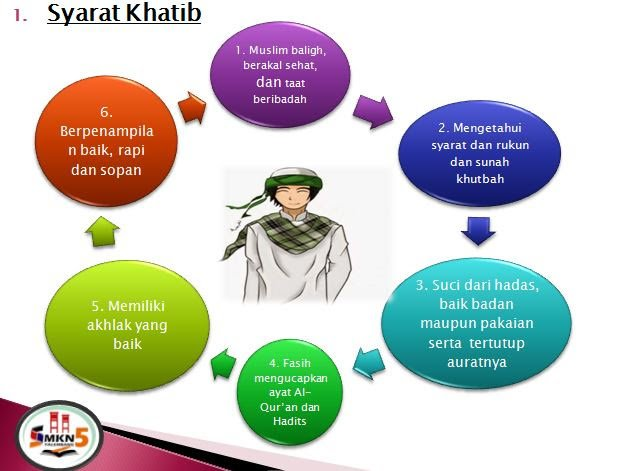 1. Syarat Khatib
1. Muslim baligh,
berakal sehat,
dan taat
beribadah
2. Mengetahui
syarat dan rukun
dan sunah
khutbah
3. Suci dari hadas,
baik badan
maupun pakaian
serta tertutup
auratnya
4. Fasih
mengucapkan
ayat Al-
Qur'an dan
Hadits
5. Memiliki
akhlak yang
baik
6.
Berpenampila
n baik, rapi
dan sopan
SMKN 5
PALEMBANG